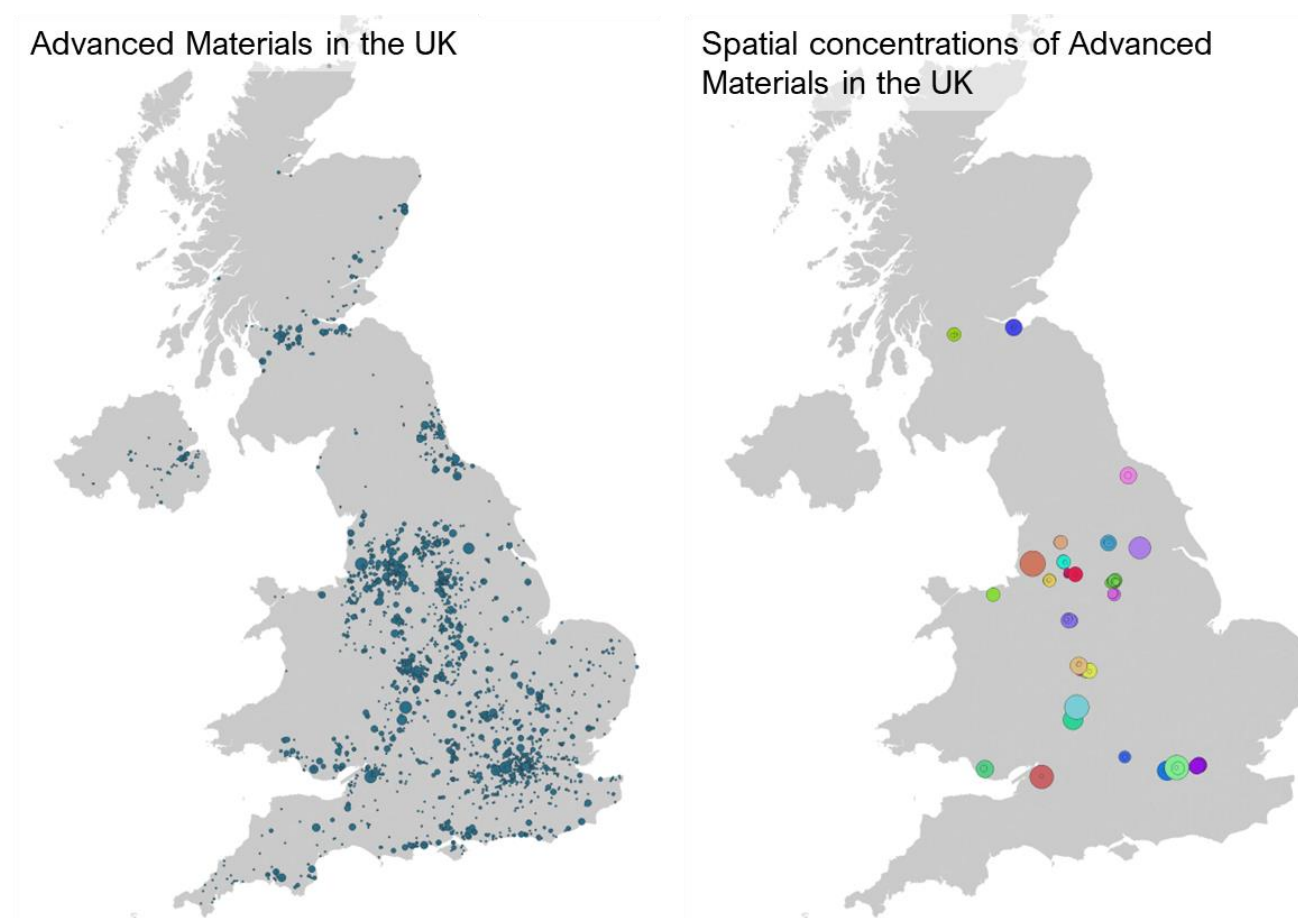 Advanced Materials in the UK
Spatial concentrations of Advanced
Materials in the UK